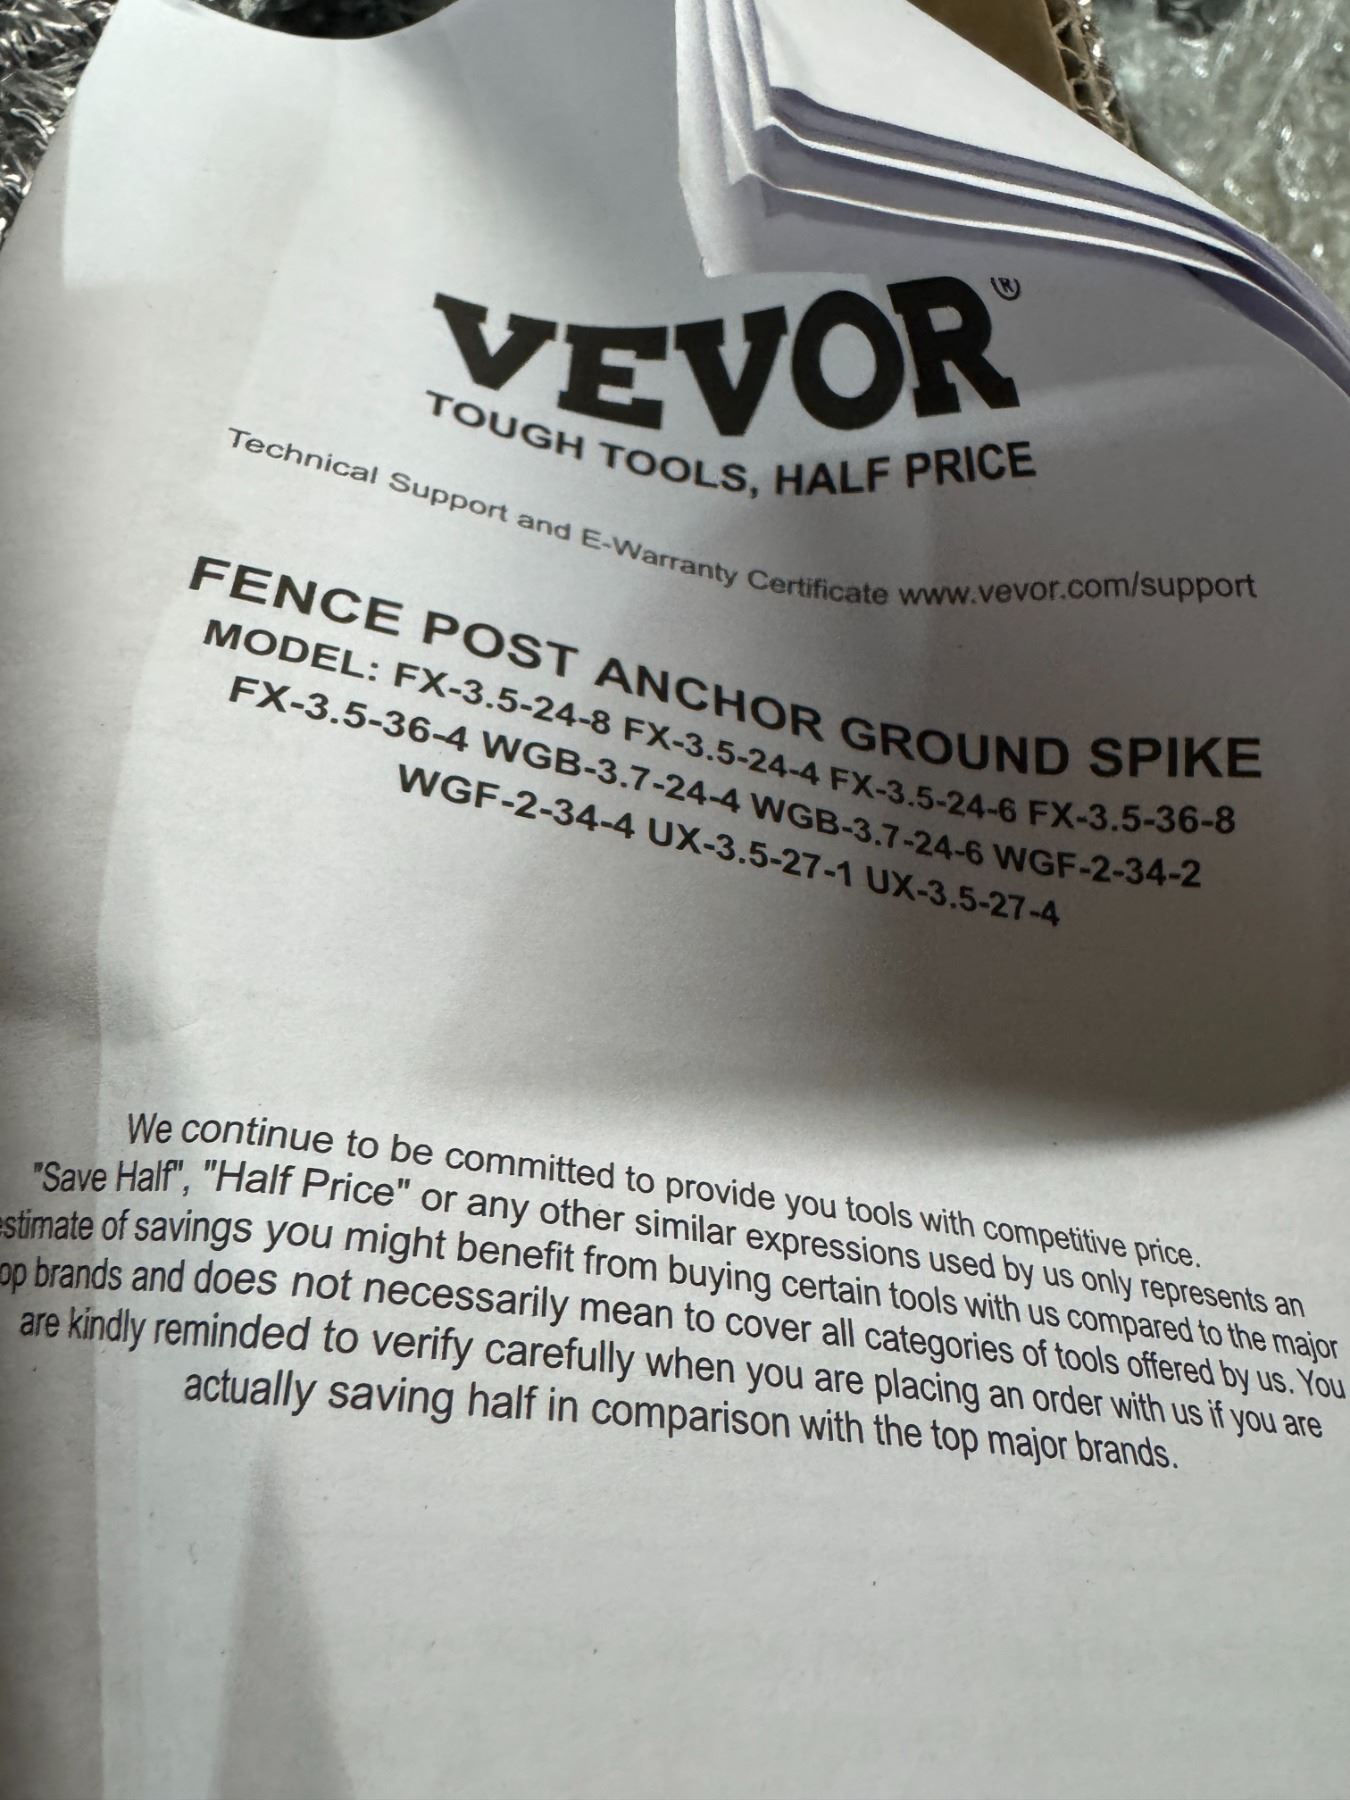 VEVOR®
TOUGH TOOLS, HALF PRICE
Technical Support and E-Warranty Certificate www.vevor.com/support
FENCE POST ANCHOR GROUND SPIKE
MODEL: FX-3.5-24-8 FX-3.5-24-4 FX-3.5-24-6 FX-3.5-36-8
FX-3.5-36-4 WGB-3.7-24-4 WGB-3.7-24-6 WGF-2-34-2
WGF-2-34-4 UX-3.5-27-1 UX-3.5-27-4
We continue to be committed to provide you tools with competitive price.
"Save Half", "Half Price" or any other similar expressions used by us only represents an
stimate of savings you might benefit from buying certain tools with us compared to the major
op brands and does not necessarily mean to cover all categories of tools offered by us. You
are kindly reminded to verify carefully when you are placing an order with us if you are
actually saving half in comparison with the top major brands.